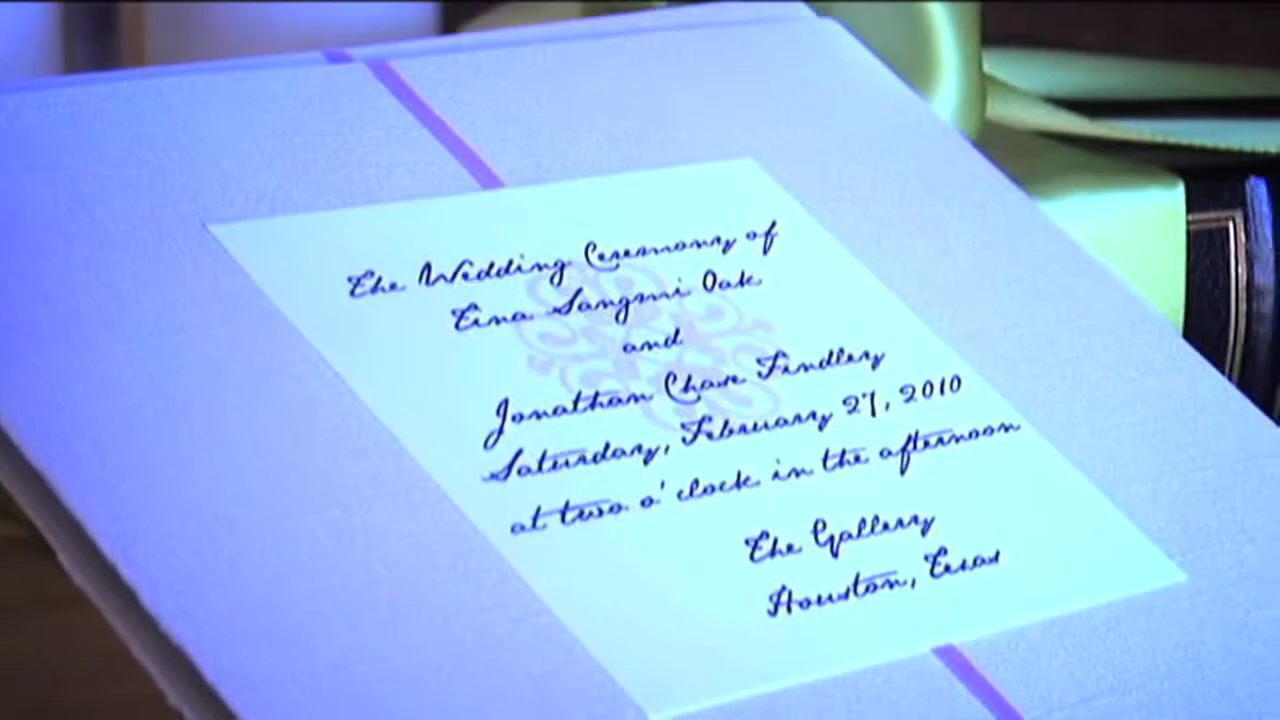 The Wedding Ceremony of
Tina Sangmi Oak
and
Jonathan Chase Findley
Saturday, February 27, 2010
at two o' clock in the afternoon
The Gallery
Houston, Texas